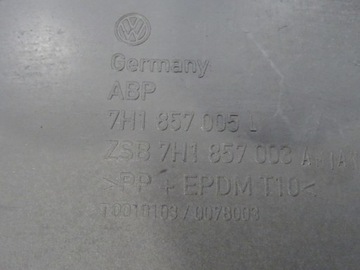 Germany
ABP
7H1 857 005 L
ZSB 7H1 857 003 A
>PP + EPDM T10<